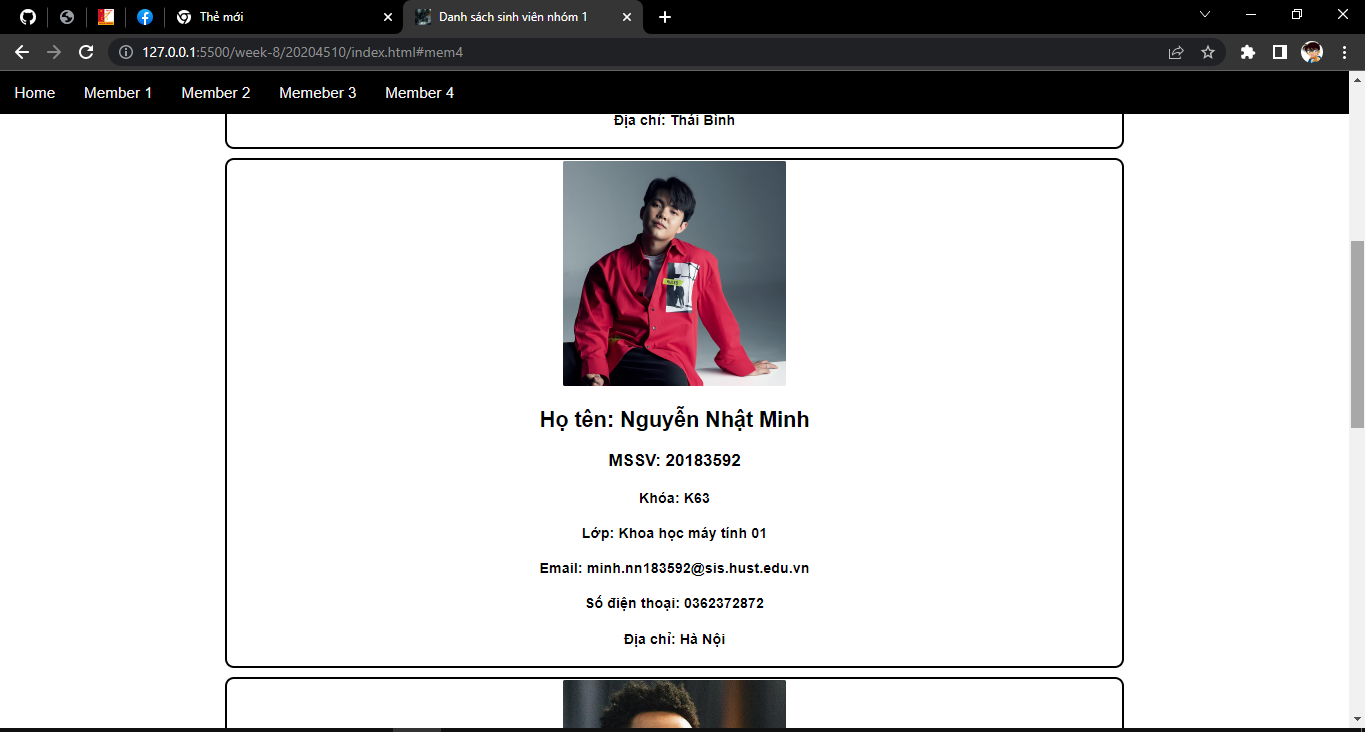 Thẻ mới
Danh sách sinh viên nhóm 1
127.0.0.1:5500/week-8/20204510/index.html#mem4
Home Member 1 Member 2 Memeber 3 Member 4
Địa chỉ: Thái Bình
Họ tên: Nguyễn Nhật Minh
MSSV: 20183592
Khóa: K63
Lớp: Khoa học máy tính 01
Email: minh.nn183592@sis.hust.edu.vn
Số điện thoại: 0362372872
Địa chỉ: Hà Nội